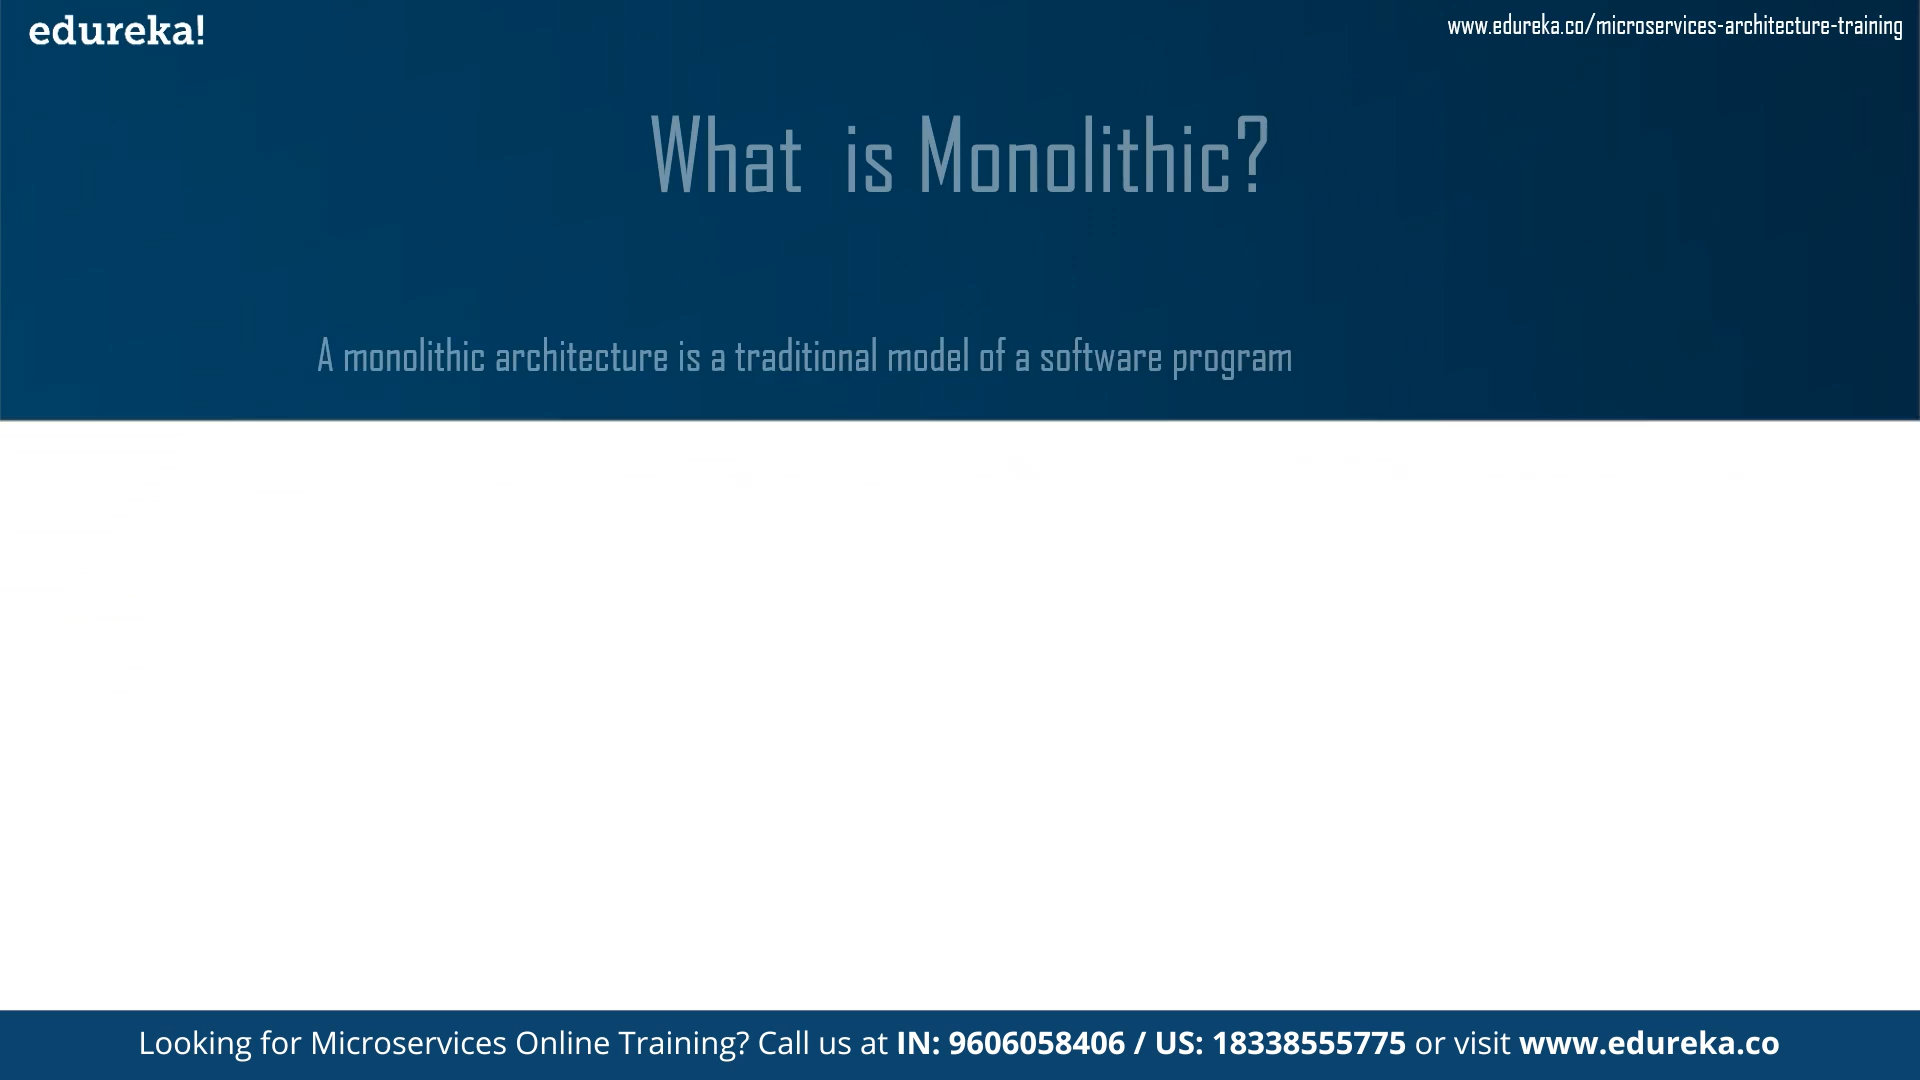 edureka!
www.edureka.co/microservices-architecture-training
What is Monolithic?
A monolithic architecture is a traditional model of a software program
Looking for Microservices Online Training? Call us at IN: 9606058406 / US: 18338555775 or visit www.edureka.co